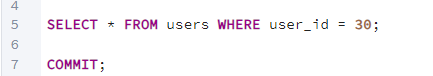 4
5 SELECT * FROM users WHERE user_id = 30;
6
7 COMMIT;